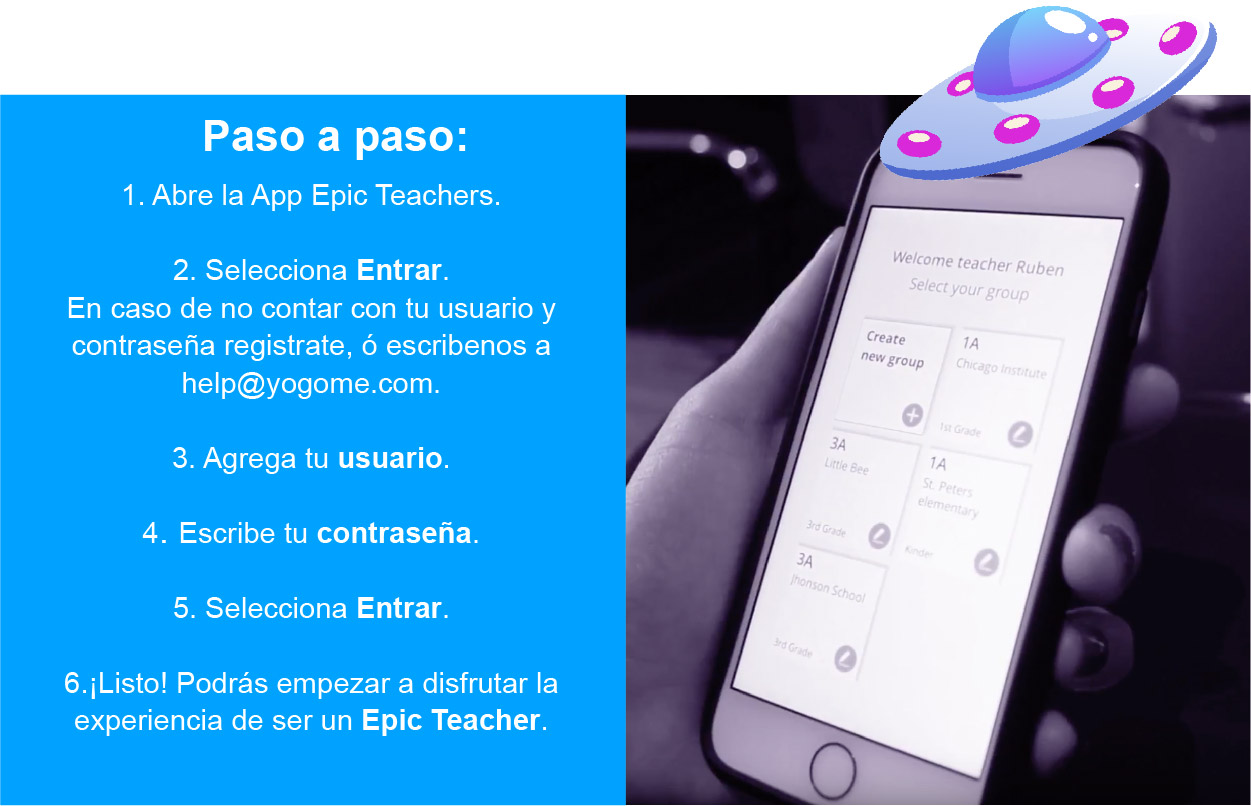 Paso a paso:
1. Abre la App Epic Teachers.
2. Selecciona Entrar.
En caso de no contar con tu usuario y
contraseña registrate, ó escribenos a
help@yogome.com.
3. Agrega tu usuario.
4. Escribe tu contraseña.
5. Selecciona Entrar.
6.¡Listo! Podrás empezar a disfrutar la
experiencia de ser un Epic Teacher.
Welcome teacher Ruben
Select your group
Create
new group
1A
Chicago Institute
1st Grade
3A
Little Bee
3rd Grade
1A
St. Peters
elementary
Kinder
3A
Jhonson School
3rd Grade